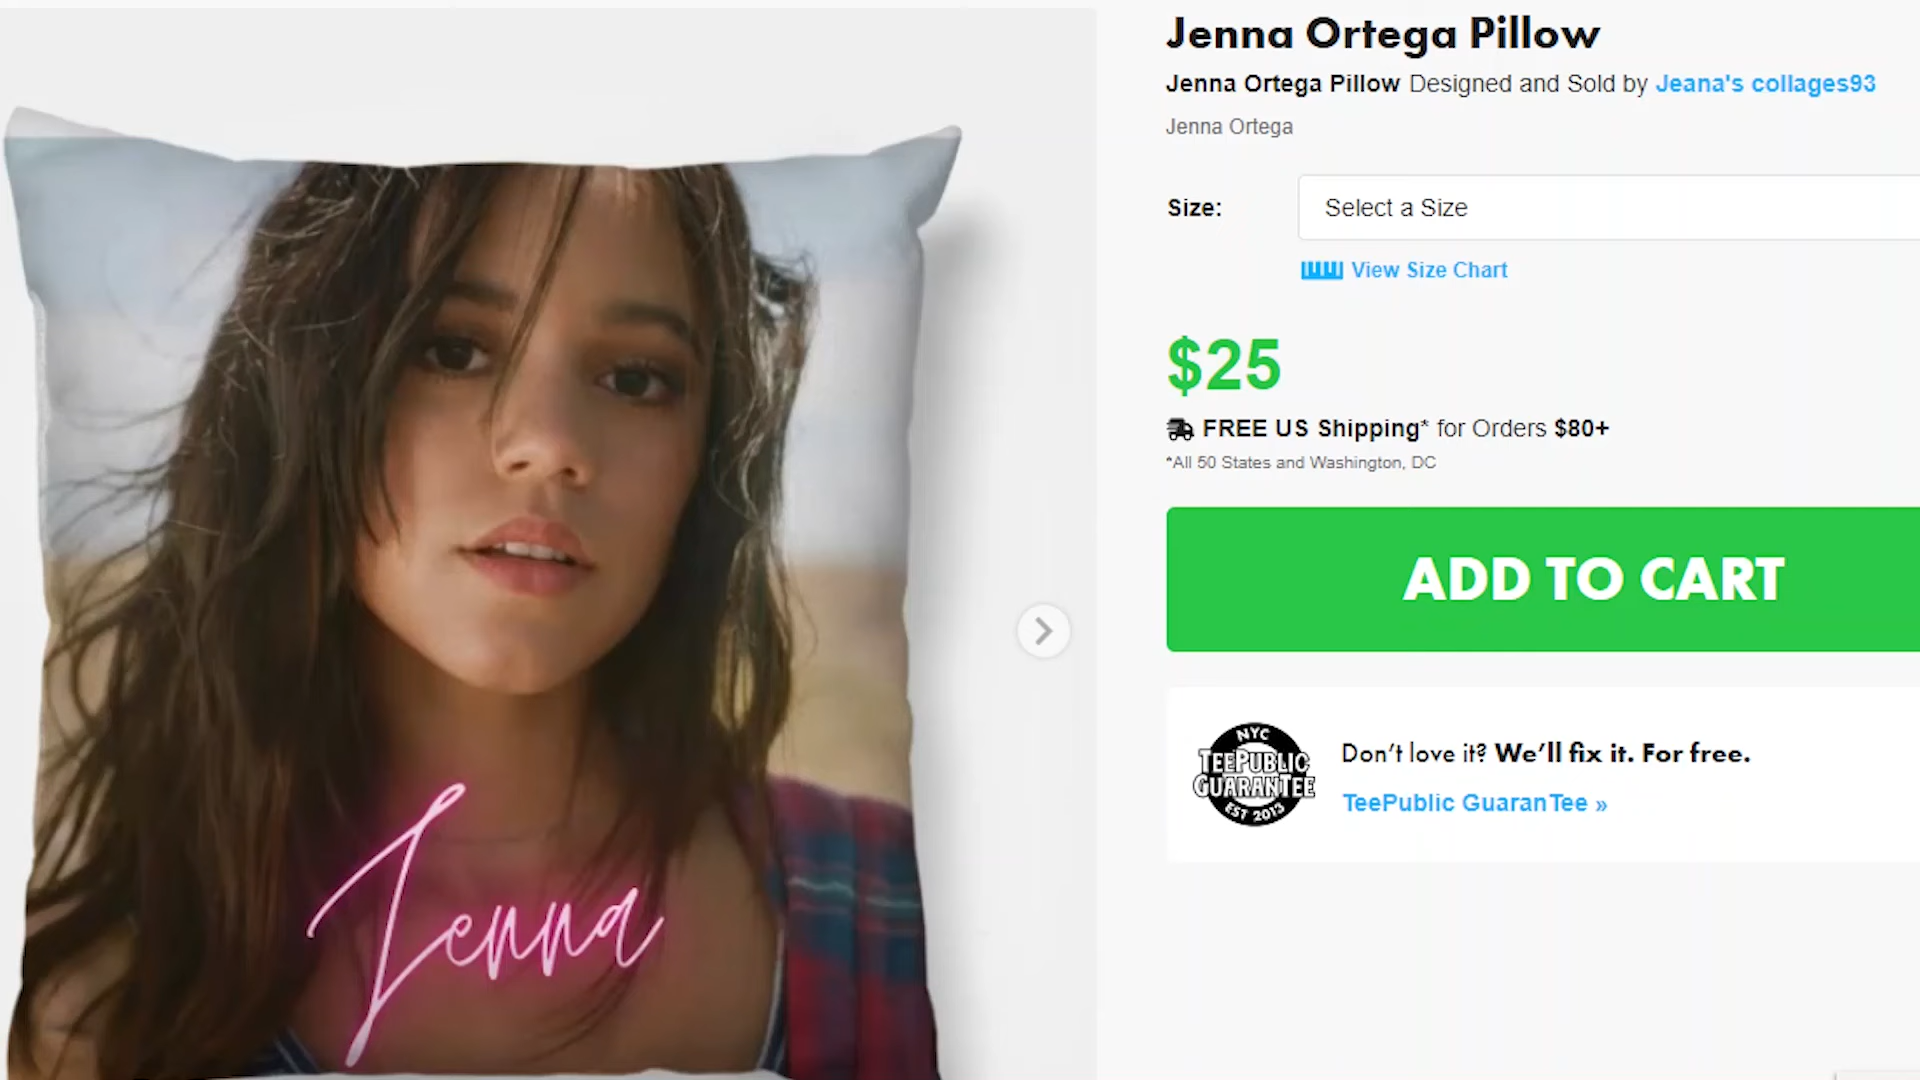 Jenna Ortega Pillow
Jenna Ortega Pillow Designed and Sold by Jeana's collages93
Jenna Ortega
Size:
Select a Size
View Size Chart
$25
FREE US Shipping* for Orders $80+
*All 50 States and Washington, DC
ADD TO CART
NYC
TEEPUBLIC
GUARANTEE
EST 2013
Don't love it? We'll fix it. For free.
TeePublic GuaranTee »
Jenna